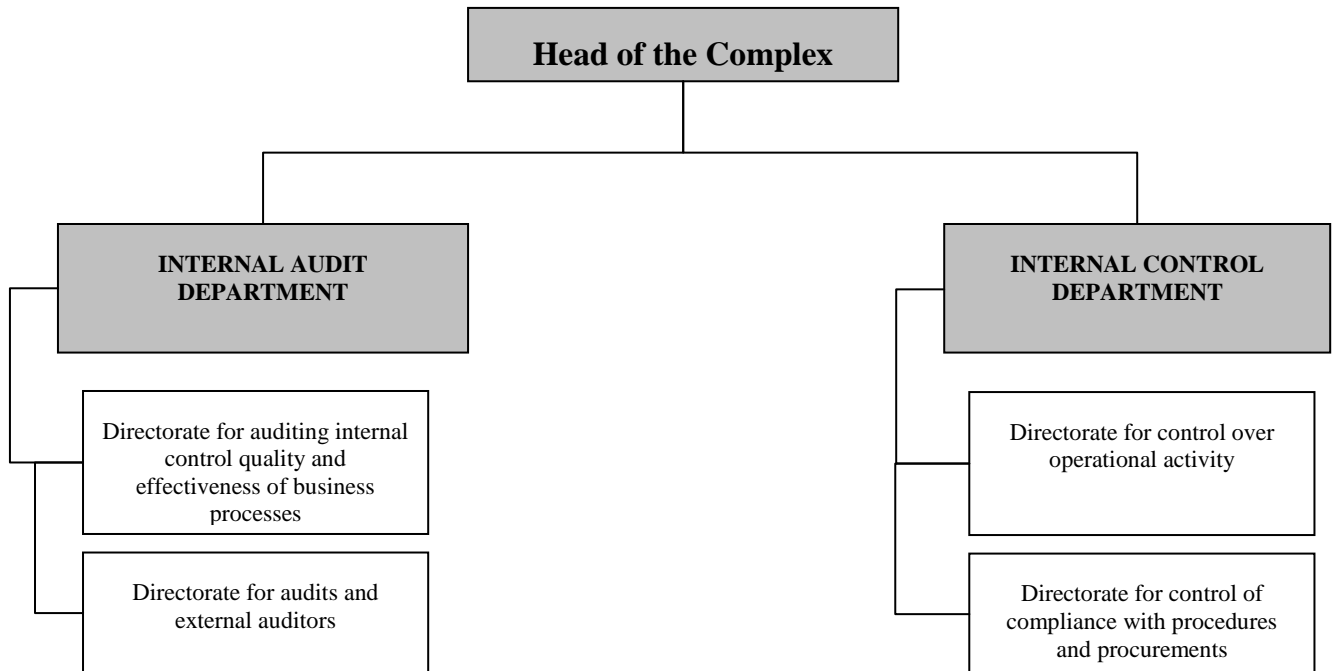 Head of the Complex
INTERNAL AUDIT
DEPARTMENT
INTERNAL CONTROL
DEPARTMENT
Directorate for auditing internal
control quality and
effectiveness of business
processes
Directorate for control over
operational activity
Directorate for audits and
external auditors
Directorate for control of
compliance with procedures
and procurements